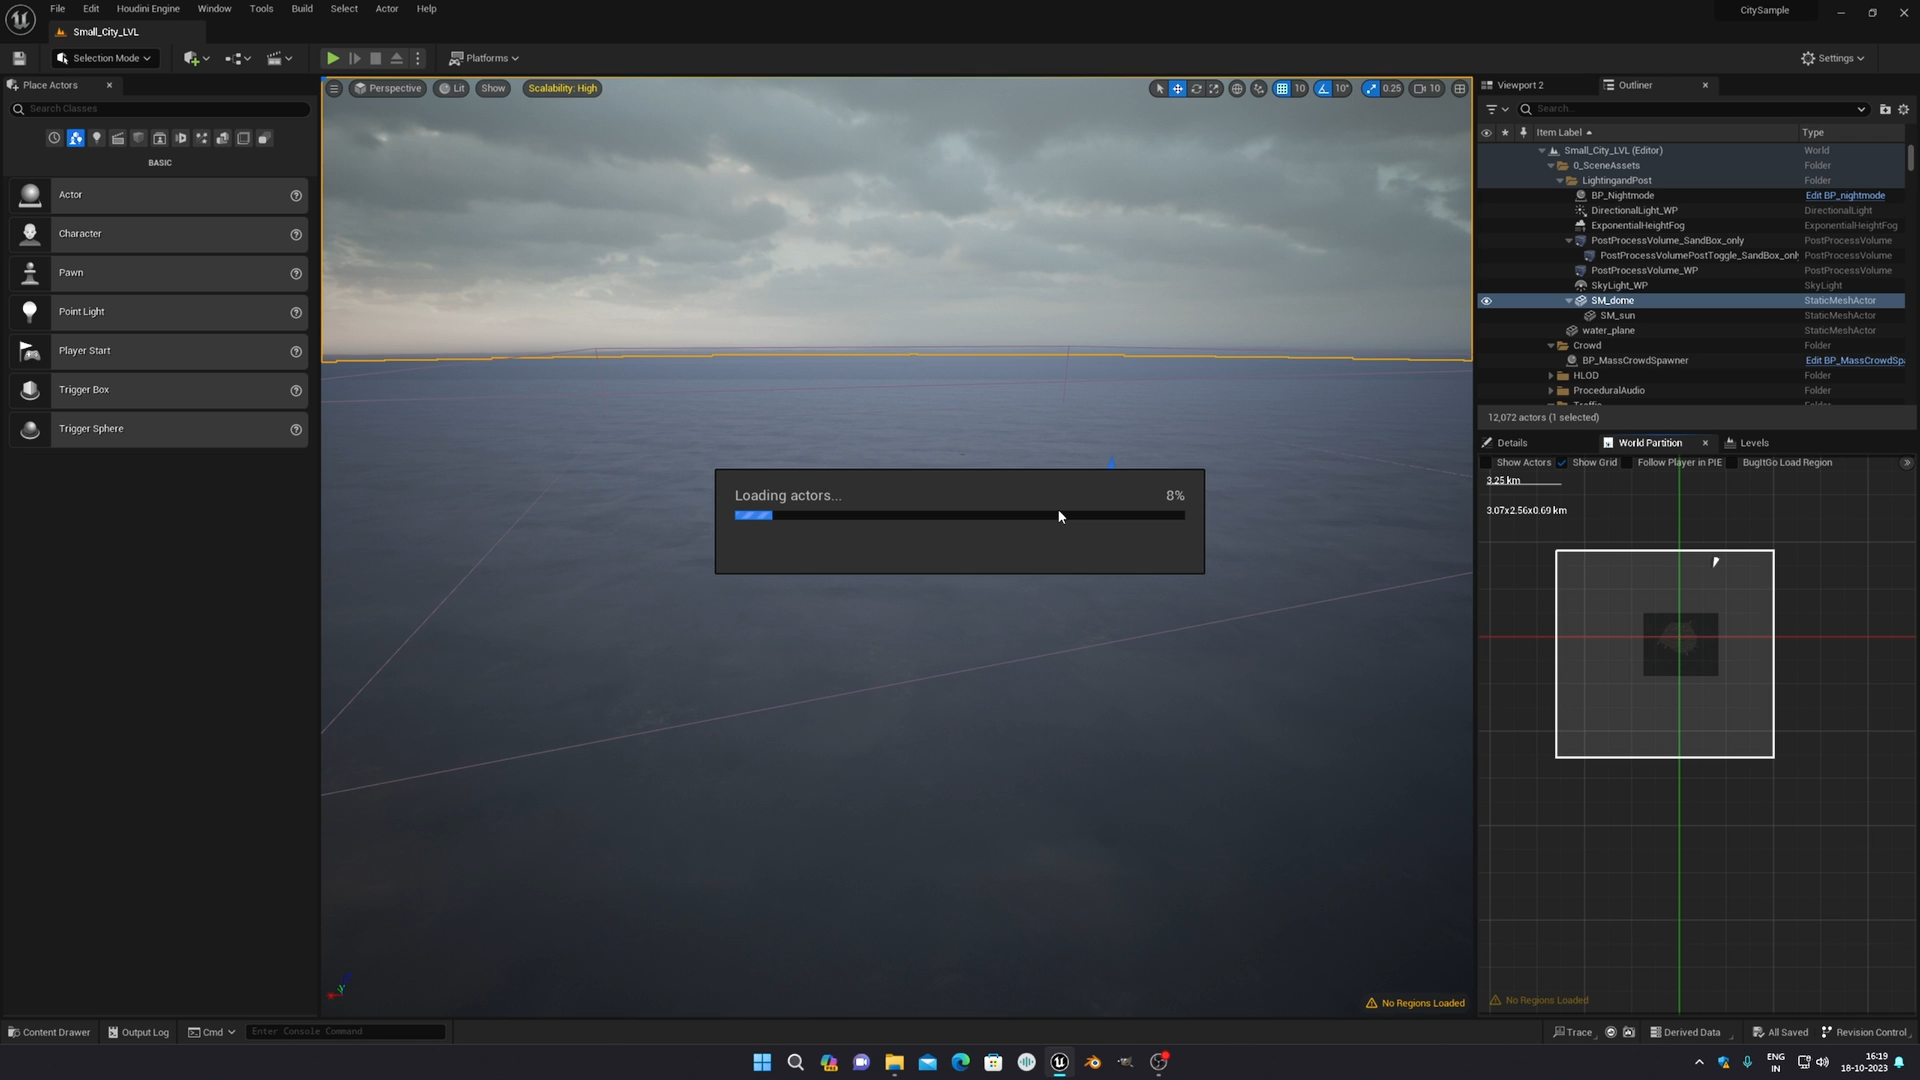 File Edit Houdini Engine Window Tools Build Select Actor Help
CitySample
Small_City_LVL
Selection Mode
Platforms
Settings
Place Actors
Search Classes
BASIC
Actor
Character
Pawn
Point Light
Player Start
Trigger Box
Trigger Sphere
Perspective Lit Show Scalability: High
10 10° 0.25 10
Loading actors... 8%
No Regions Loaded
Viewport 2 Outliner
Search...
Item Label Type
Small_City_LVL (Editor) World
0_SceneAssets Folder
LightingandPost Folder
BP_Nightmode Edit BP_nightmode
DirectionalLight_WP DirectionalLight
ExponentialHeightFog ExponentialHeightFog
PostProcessVolume_SandBox_only PostProcessVolume
PostProcessVolumePostToggle_SandBox_onl PostProcessVolume
PostProcessVolume_WP PostProcessVolume
SkyLight_WP SkyLight
SM_dome StaticMeshActor
SM_sun StaticMeshActor
water_plane StaticMeshActor
Crowd Folder
BP_MassCrowdSpawner Edit BP_MassCrowdSp
HLOD Folder
ProceduralAudio Folder
12,072 actors (1 selected)
Details World Partition Levels
Show Actors Show Grid Follow Player in PIE BugItGo Load Region
3.25 km
3.07x2.56x0.69 km
No Regions Loaded
Content Drawer Output Log Cmd Enter Console Command
Trace Derived Data All Saved Revision Control
ENG
IN
16:19
18-10-2023